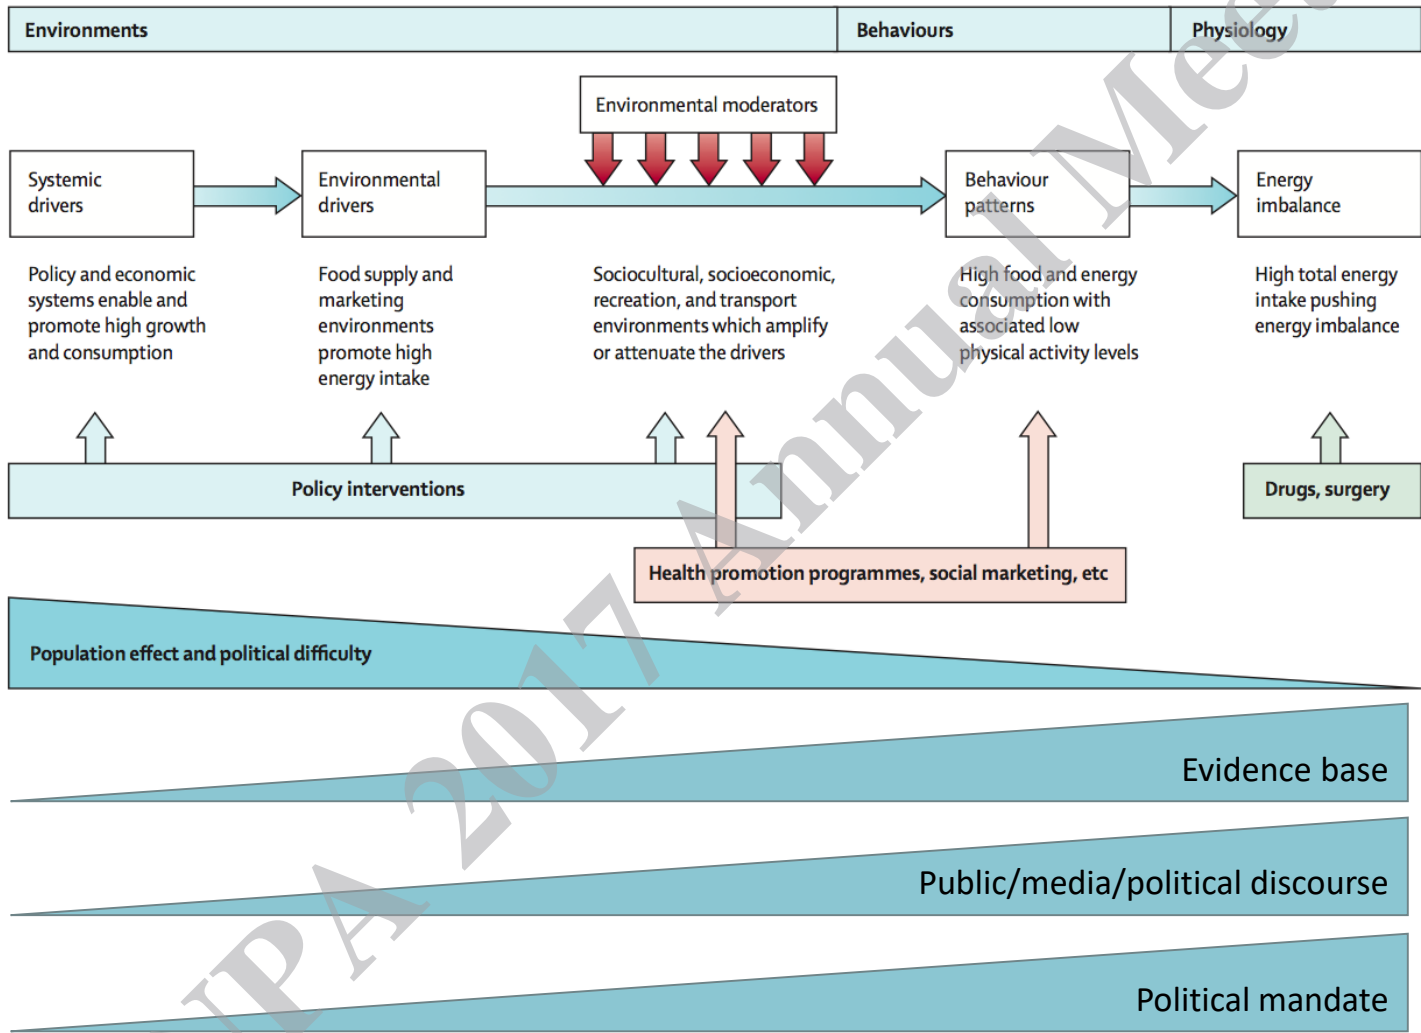 Environments
Behaviours
Physiology
Environmental moderators
Systemic
drivers
Environmental
drivers
Behaviour
patterns
Energy
imbalance
Policy and economic
systems enable and
promote high growth
and consumption
Food supply and
marketing
environments
promote high
energy intake
Sociocultural, socioeconomic,
recreation, and transport
environments which amplify
or attenuate the drivers
High food and energy
consumption with
associated low
physical activity levels
High total energy
intake pushing
energy imbalance
Policy interventions
Drugs, surgery
Health promotion programmes, social marketing, etc
Population effect and political difficulty
Evidence base
Public/media/political discourse
Political mandate
2017 Annual